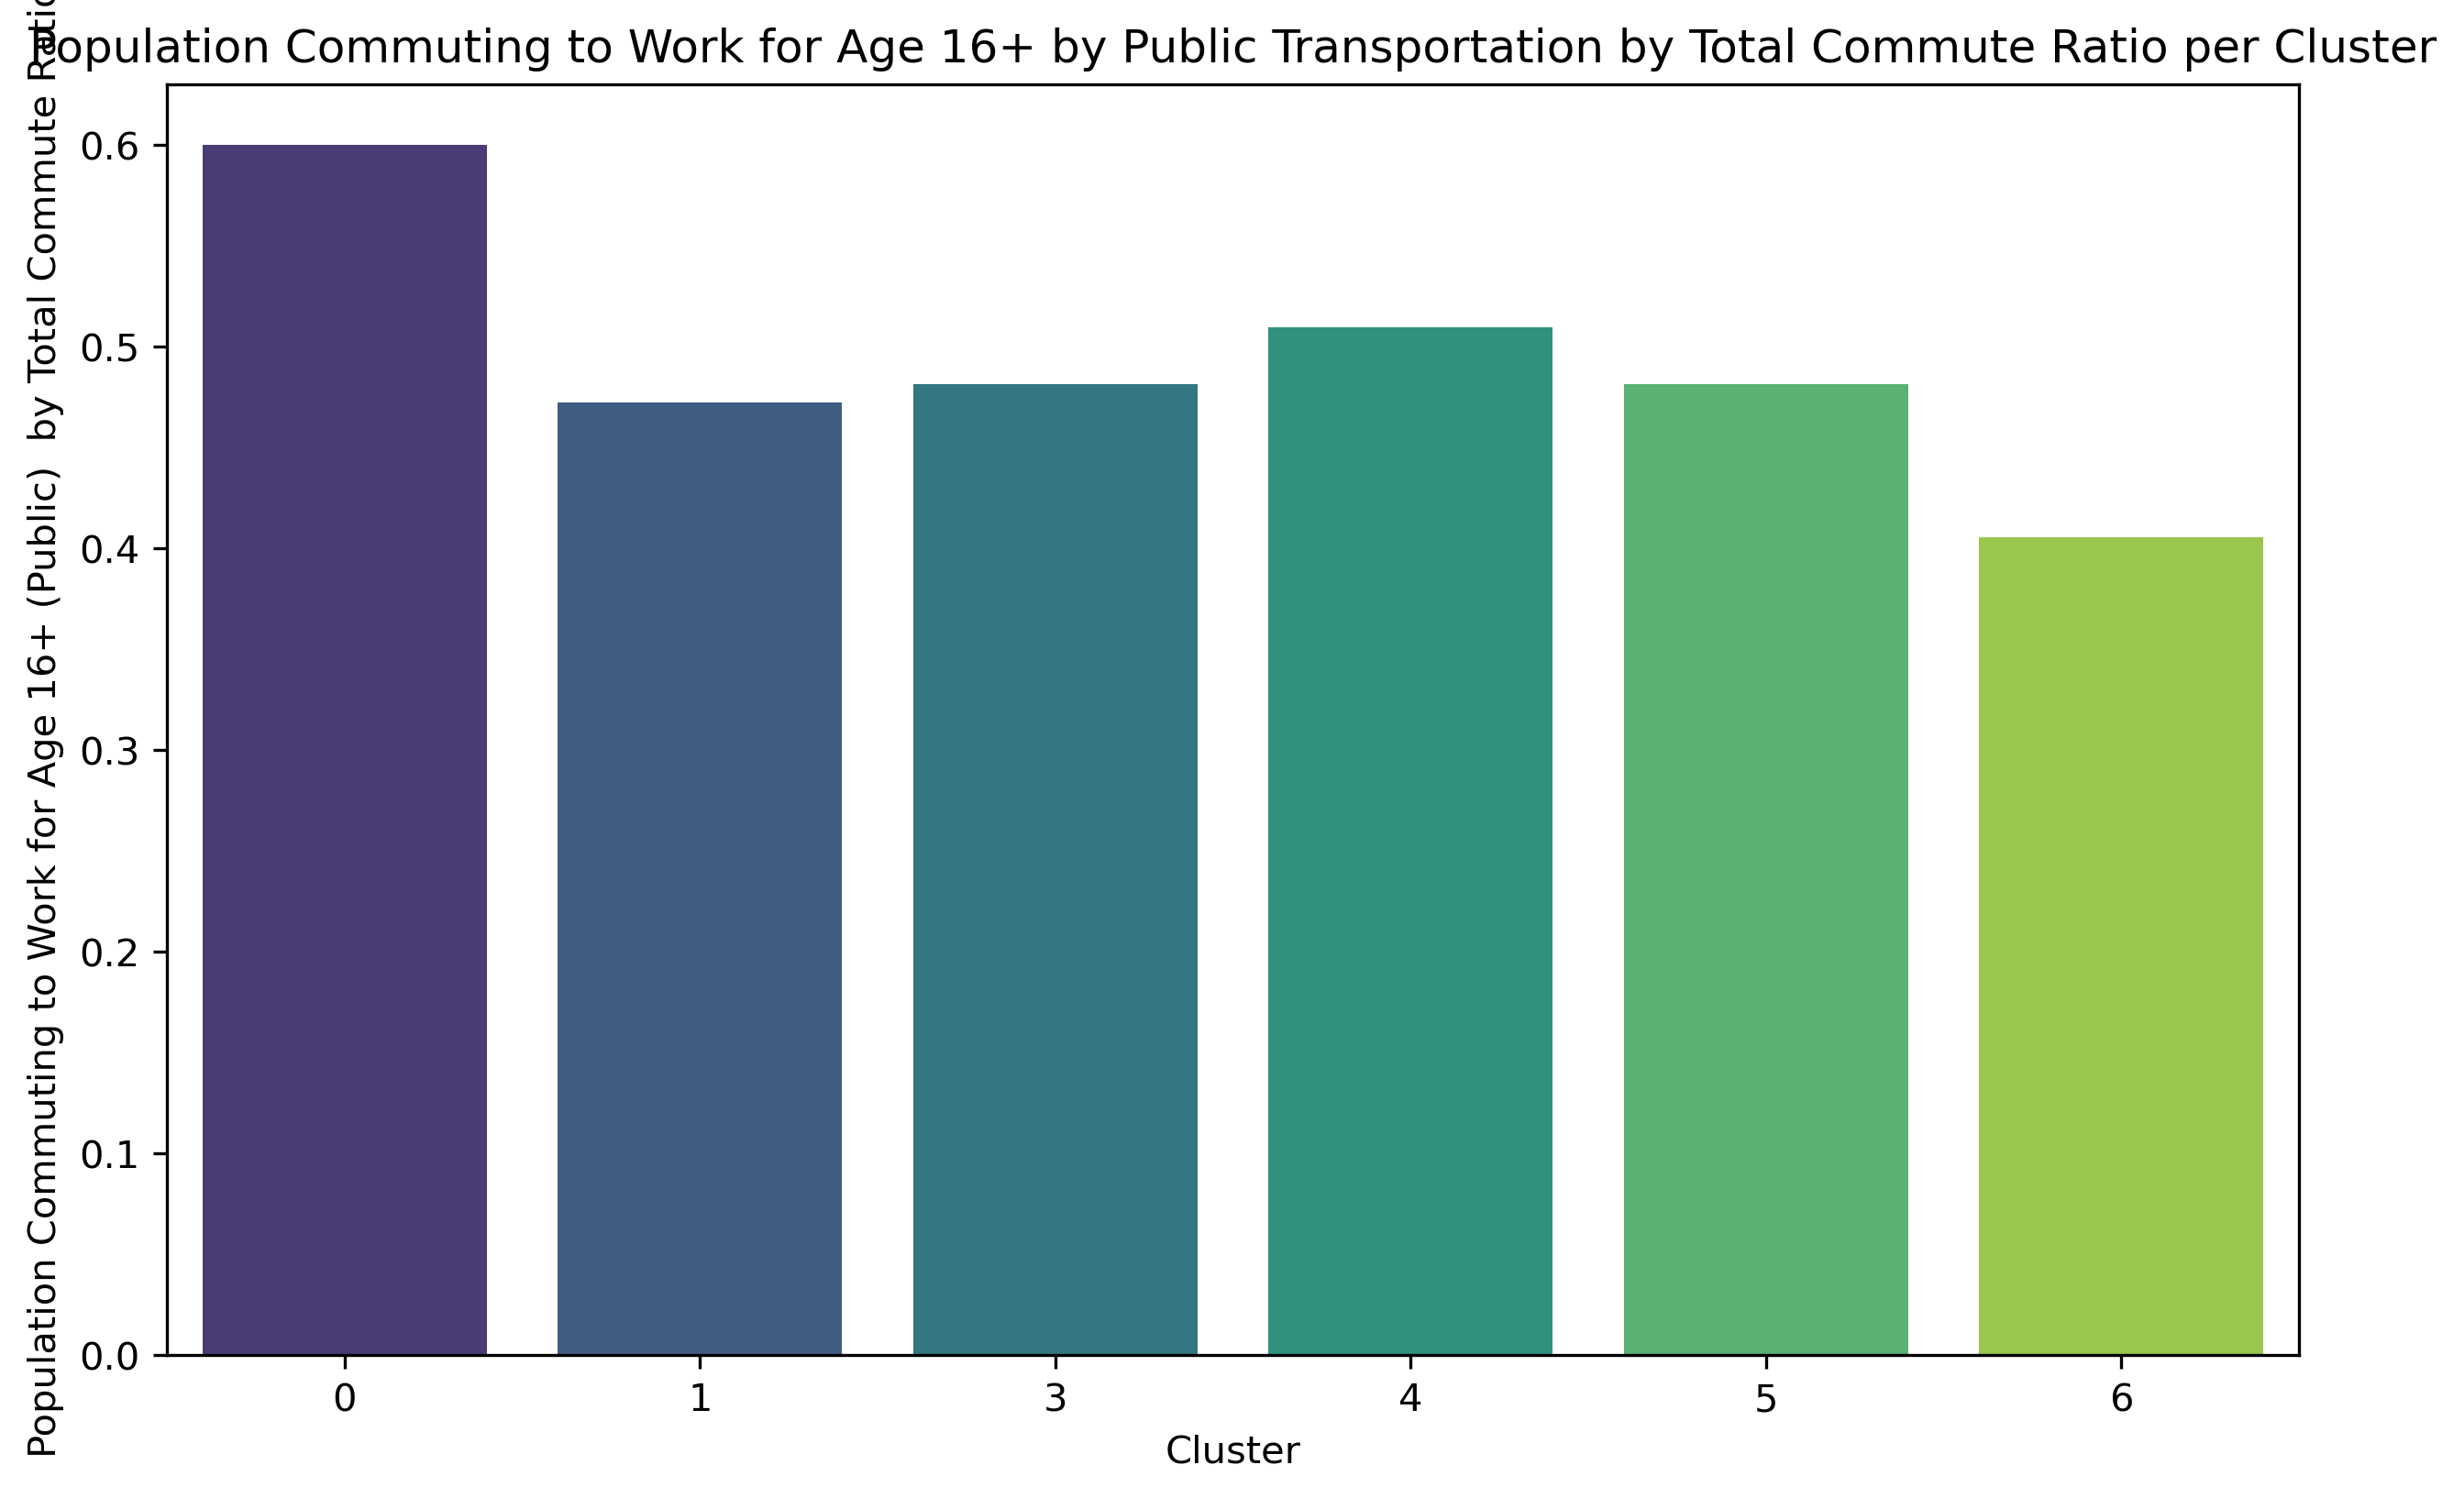 Population Commuting to Work for Age 16+ by Public Transportation by Total Commute Ratio per Cluster
Population Commuting to Work for Age 16+ (Public)  by Total Commute Ratio
0.6
0.5
0.4
0.3
0.2
0.1
0.0
0 1 3 4 5 6
Cluster